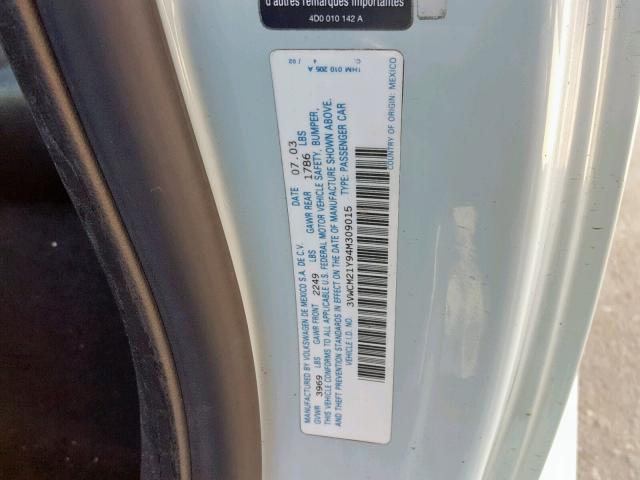 d'autres remarques importantes
4D0 010 142 A
MANUFACTURED BY VOLKSWAGEN DE MEXICO S.A. DE C.V. DATE 07.03
GVWR 3969 LBS GAWR FRONT 2249 LBS GAWR REAR 1786 LBS
THIS VEHICLE CONFORMS TO ALL APPLICABLE U.S. FEDERAL MOTOR VEHICLE SAFETY, BUMPER,
AND THEFT PREVENTION STANDARDS IN EFFECT ON THE DATE OF MANUFACTURE SHOWN ABOVE.
VEHICLE I.D. NO. 3VWCM21Y94M309015 TYPE: PASSENGER CAR
COUNTRY OF ORIGIN: MEXICO
1HM 010 205 A